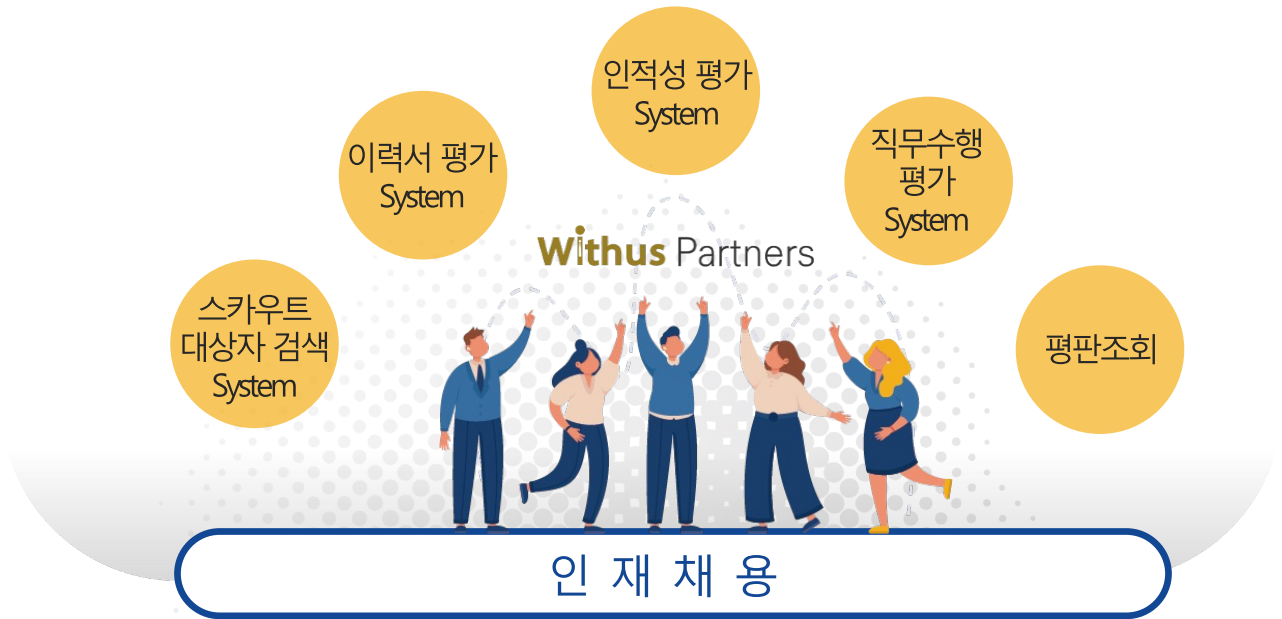 인적성 평가
System
이력서 평가
System
직무수행
평가
System
Withus Partners
스카우트
대상자 검색
System
평판조회
인 재 채 용